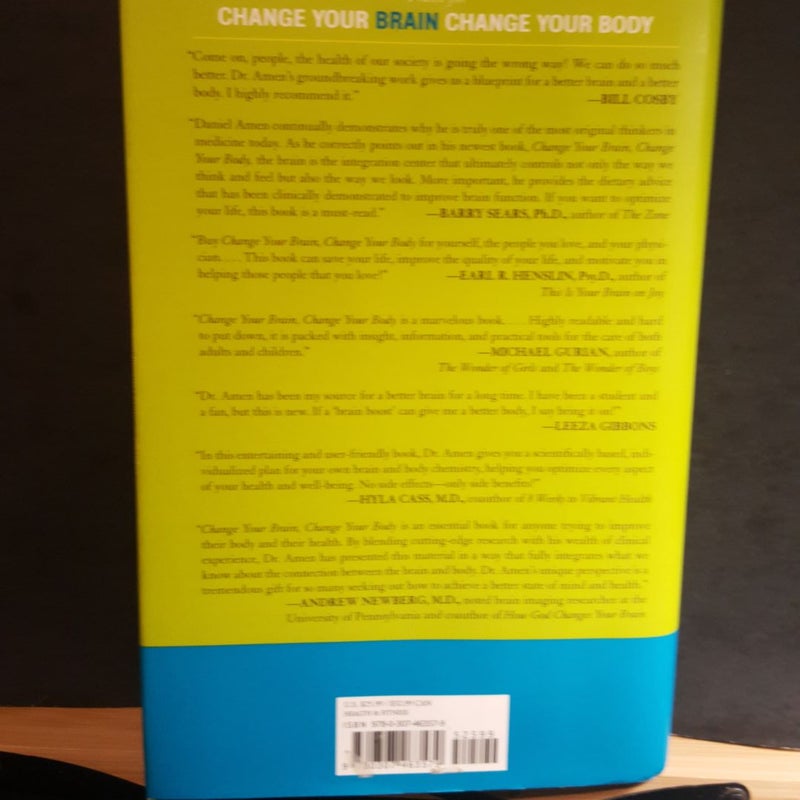 CHANGE YOUR BRAIN CHANGE YOUR BODY
"Come on, people, the health of our society is going the wrong way! We can do so much
better. Dr. Amen's groundbreaking work gives us a blueprint for a better brain and a better
body. I highly recommend it."
—BILL COSBY
"Daniel Amen continually demonstrates why he is truly one of the most original thinkers in
medicine today. As he correctly points out in his newest book, Change Your Brain, Change
Your Body, the brain is the integration center that ultimately controls not only the way we
think and feel but also the way we look. More important, he provides the dietary advice
that has been clinically demonstrated to improve brain function. If you want to optimize
your life, this book is a must-read." —BARRY SEARS, Ph.D., author of The Zone
"Buy Change Your Brain, Change Your Body for yourself, the people you love, and your physi-
cian. . . . This book can save your life, improve the quality of your life, and motivate you in
helping those people that you love!" —EARL R. HENSLIN, Psy.D., author of
This Is Your Brain on Joy
"Change Your Brain, Change Your Body is a marvelous book. . . . Highly readable and hard
to put down, it is packed with insight, information, and practical tools for the care of both
adults and children." —MICHAEL GURIAN, author of
The Wonder of Girls and The Wonder of Boys
"Dr. Amen has been my source for a better brain for a long time. I have been a student and
a fan, but this is new. If a 'brain boost' can give me a better body, I say bring it on!"
—LEEZA GIBBONS
"In this entertaining and user-friendly book, Dr. Amen gives you a scientifically based, indi-
vidualized plan for your own brain and body chemistry, helping you optimize every aspect
of your health and well-being. No side effects—only side benefits!"
—HYLA CASS, M.D., coauthor of 8 Weeks to Vibrant Health
"Change Your Brain, Change Your Body is an essential book for anyone trying to improve
their body and their health. By blending cutting-edge research with his wealth of clinical
experience, Dr. Amen has presented this material in a way that fully integrates what we
know about the connection between the brain and body. Dr. Amen's unique perspective is a
tremendous gift for so many seeking out how to achieve a better state of mind and health."
—ANDREW NEWBERG, M.D., noted brain imaging researcher at the
University of Pennsylvania and coauthor of How God Changes Your Brain
U.S. $25.99
HEALTH & FITNESS
ISBN 978-0-307-46357-9
52599